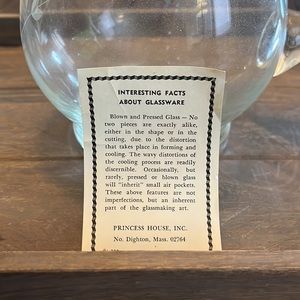 INTERESTING FACTS
ABOUT GLASSWARE
Blown and Pressed Glass — No
two pieces are exactly alike,
either in the shape or in the
cutting, due to the distortion
that takes place in forming and
cooling. The wavy distortions of
the cooling process are readily
discernible. Occasionally, but
rarely, pressed or blown glass
will "inherit" small air pockets.
These above features are not
imperfections, but an inherent
part of the glassmaking art.
PRINCESS HOUSE, INC.
No. Dighton, Mass. 02764